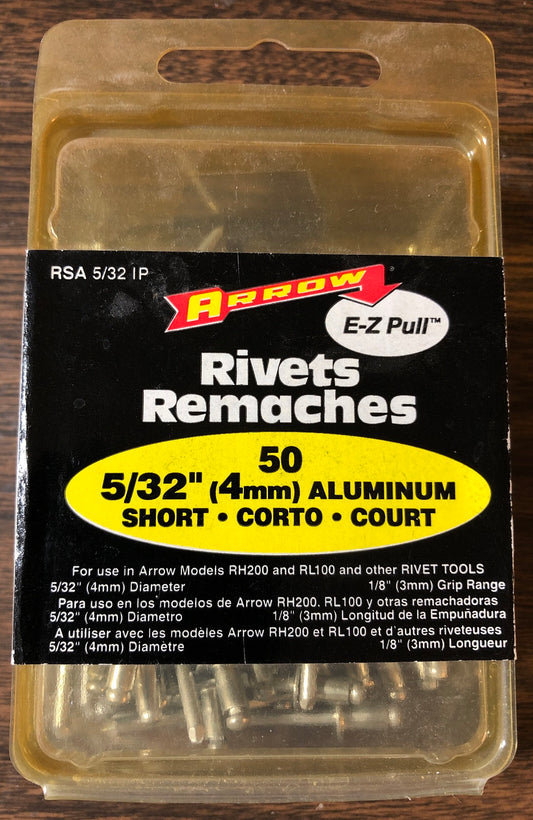 RSA 5/32 IP
ARROW®
E-Z Pull™
Rivets
Remaches
50
5/32" (4mm) ALUMINUM
SHORT • CORTO • COURT
For use in Arrow Models RH200 and RL100 and other RIVET TOOLS
5/32" (4mm) Diameter 1/8" (3mm) Grip Range
Para uso en los modelos de Arrow RH200. RL100 y otras remachadoras
5/32" (4mm) Diametro 1/8" (3mm) Longitud de la Empuñadura
A utiliser avec les modèles Arrow RH200 et RL100 et d'autres riveteuses
5/32" (4mm) Diamètre 1/8" (3mm) Longueur